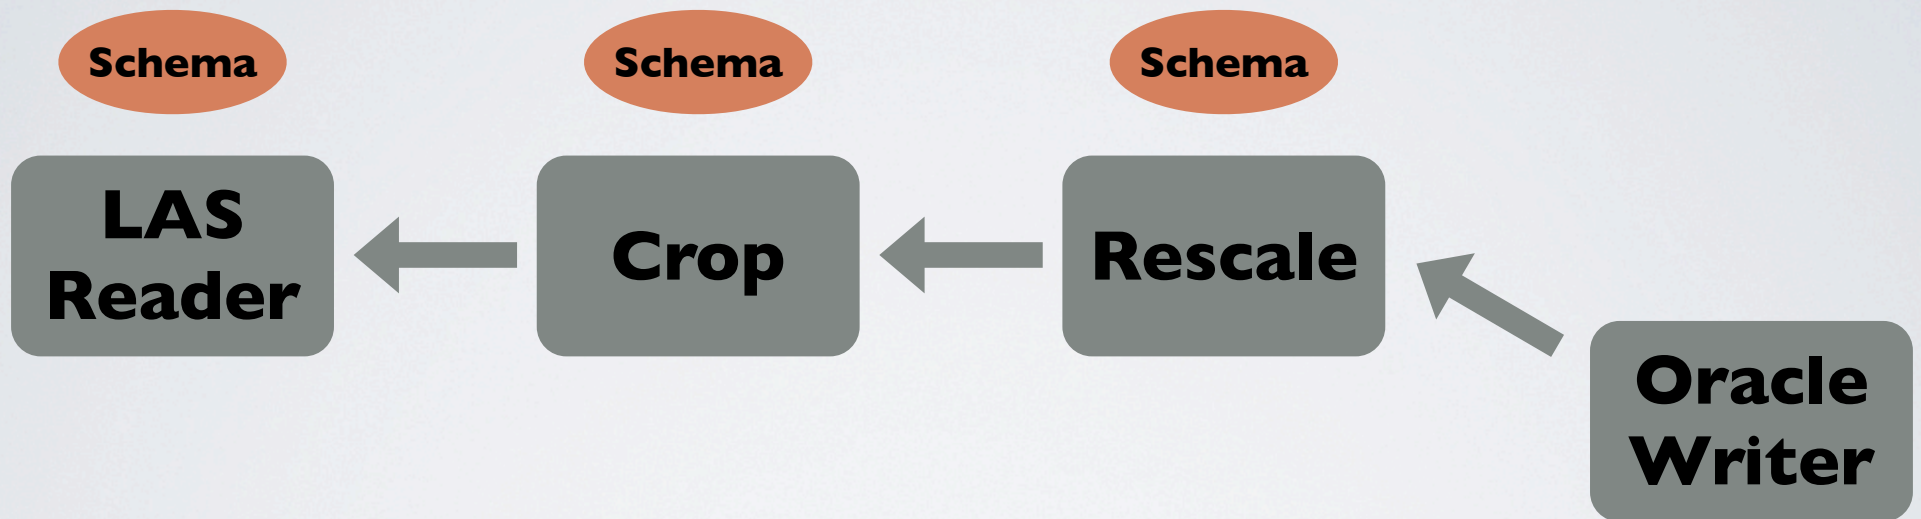 Schema
Schema
Schema
LAS
Reader
Crop
Rescale
Oracle
Writer